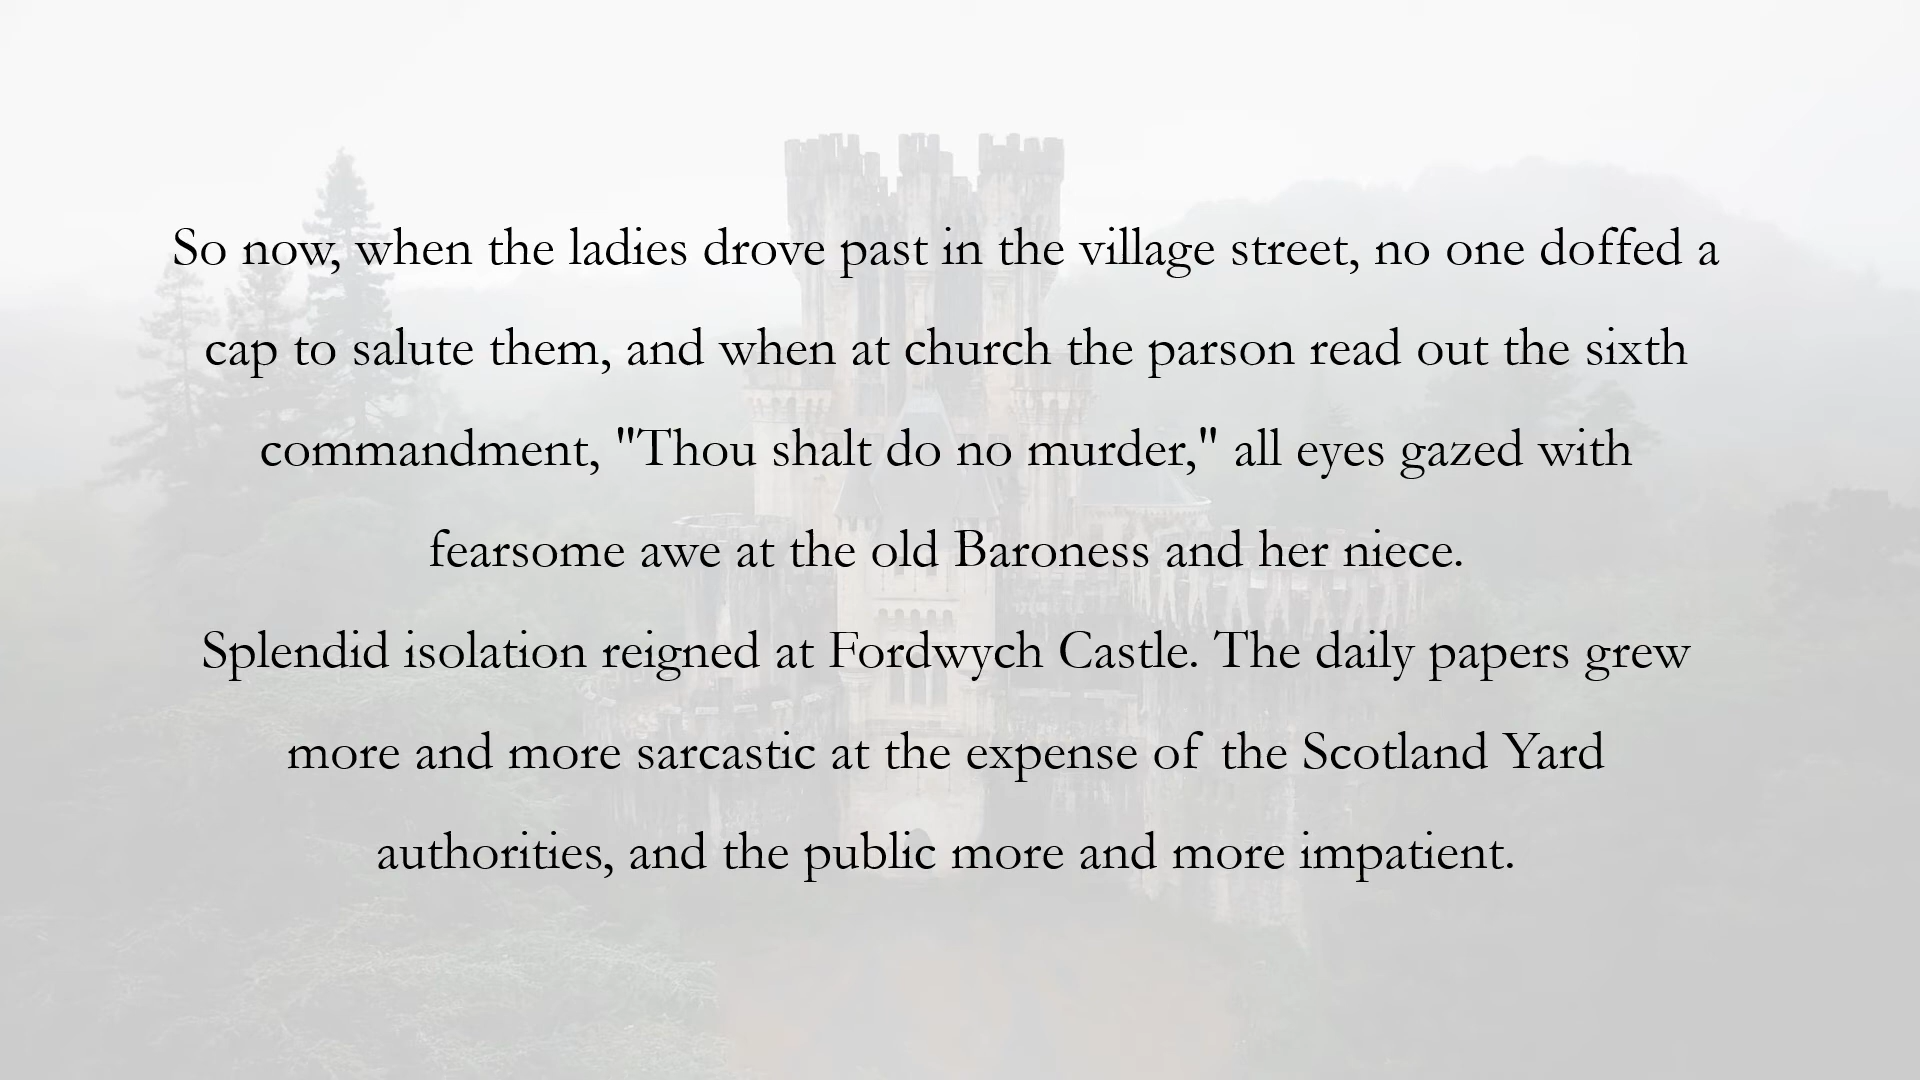 So now, when the ladies drove past in the village street, no one doffed a
cap to salute them, and when at church the parson read out the sixth
commandment, "Thou shalt do no murder," all eyes gazed with
fearsome awe at the old Baroness and her niece.
Splendid isolation reigned at Fordwych Castle. The daily papers grew
more and more sarcastic at the expense of the Scotland Yard
authorities, and the public more and more impatient.